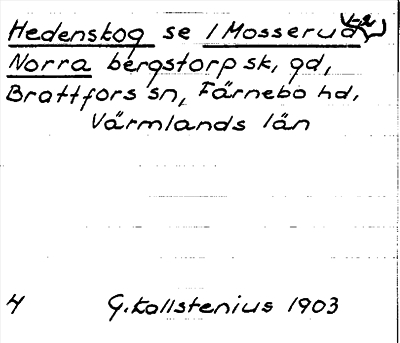 Hedenskog se 1 Mosserud
Norra bergstorp sk, gd,
Brattfors sn, Färnebo hd,
Värmlands län
4 G. Kallstenius 1903